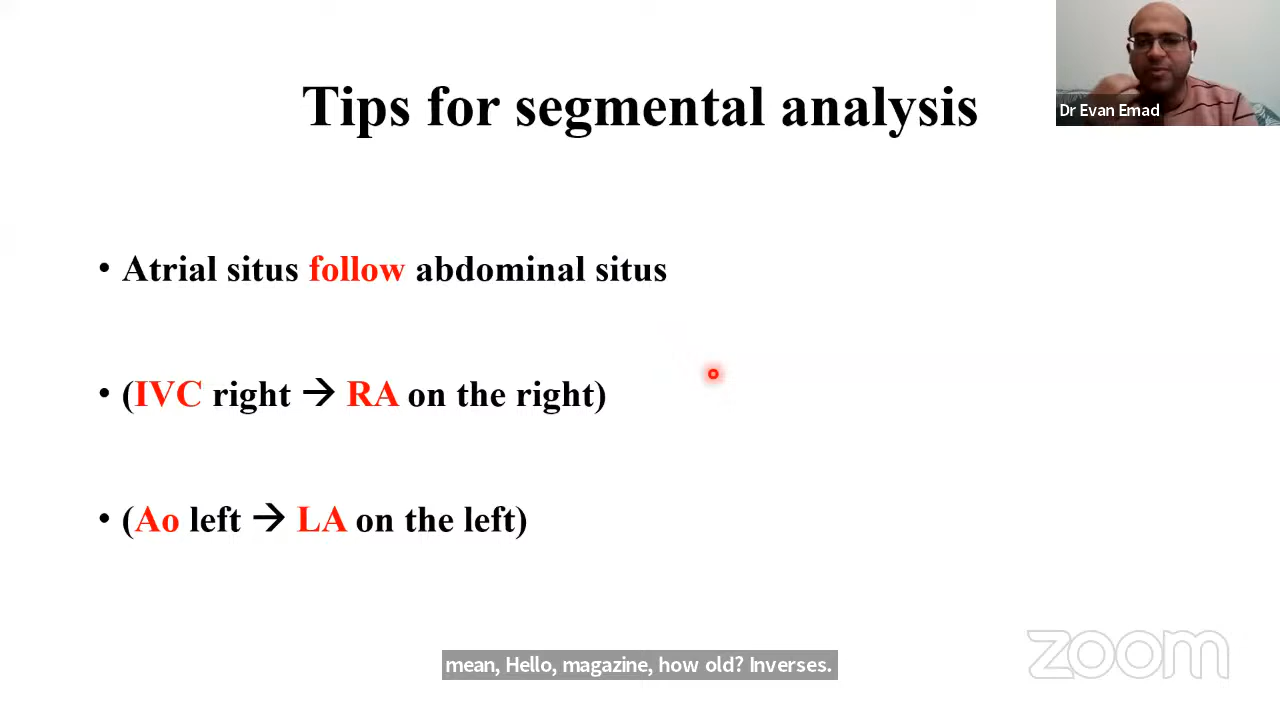 Tips for segmental analysis
Dr Evan Emad
• Atrial situs follow abdominal situs
• (IVC right → RA on the right)
• (Ao left → LA on the left)
mean, Hello, magazine, how old? Inverses.
zoom